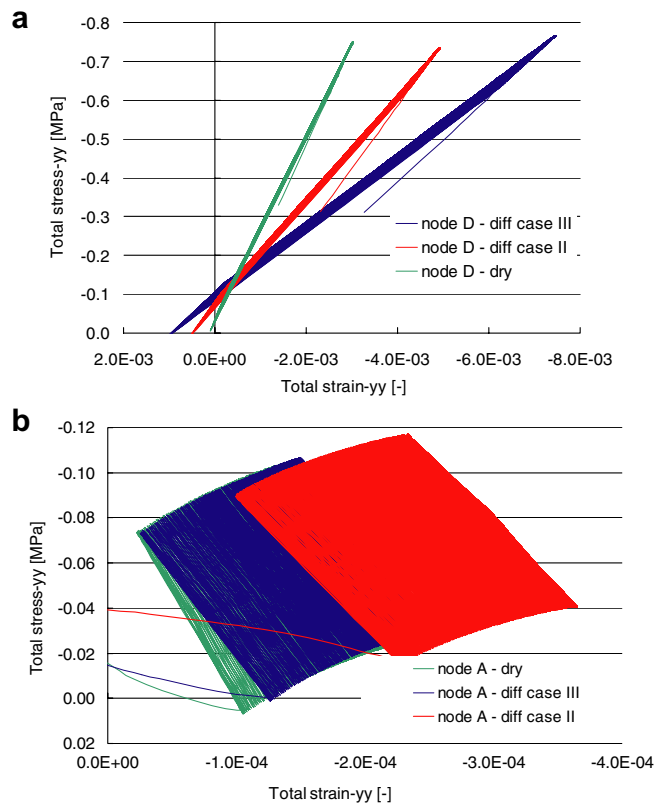 a
-0.8
-0.7
-0.6
-0.5
-0.4
-0.3
-0.2
-0.1
0.0
Total stress-yy [MPa]
node D - diff case III
node D - diff case II
node D - dry
2.0E-03 0.0E+00 -2.0E-03 -4.0E-03 -6.0E-03 -8.0E-03
Total strain-yy [-]
b
-0.12
-0.10
-0.08
-0.06
-0.04
-0.02
0.00
0.02
Total stress-yy [MPa]
node A - dry
node A - diff case III
node A - diff case II
0.0E+00 -1.0E-04 -2.0E-04 -3.0E-04 -4.0E-04
Total strain-yy [-]